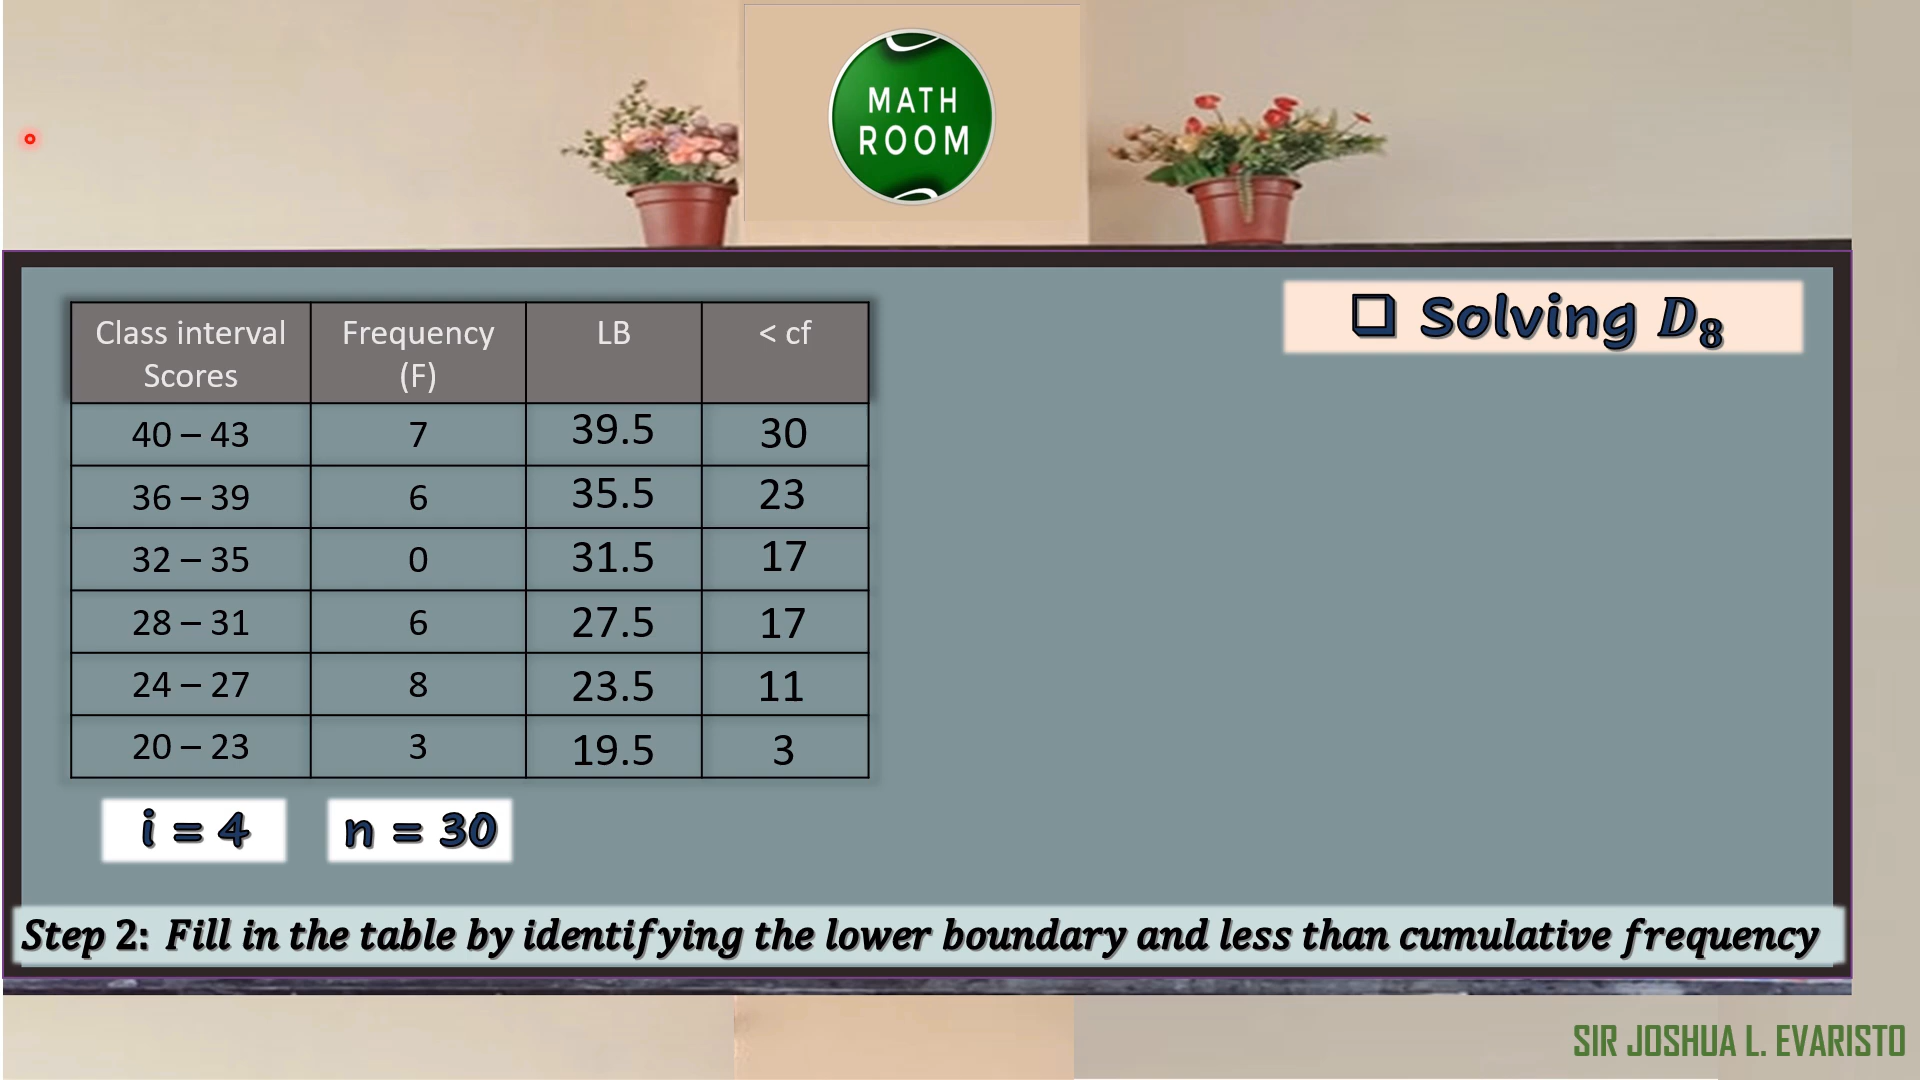 MATH
ROOM
❑ Solving D₈
Class interval Scores | Frequency (F) | LB | < cf
40 – 43 | 7 | 39.5 | 30
36 – 39 | 6 | 35.5 | 23
32 – 35 | 0 | 31.5 | 17
28 – 31 | 6 | 27.5 | 17
24 – 27 | 8 | 23.5 | 11
20 – 23 | 3 | 19.5 | 3
i = 4 n = 30
Step 2: Fill in the table by identifying the lower boundary and less than cumulative frequency
SIR JOSHUA L. EVARISTO